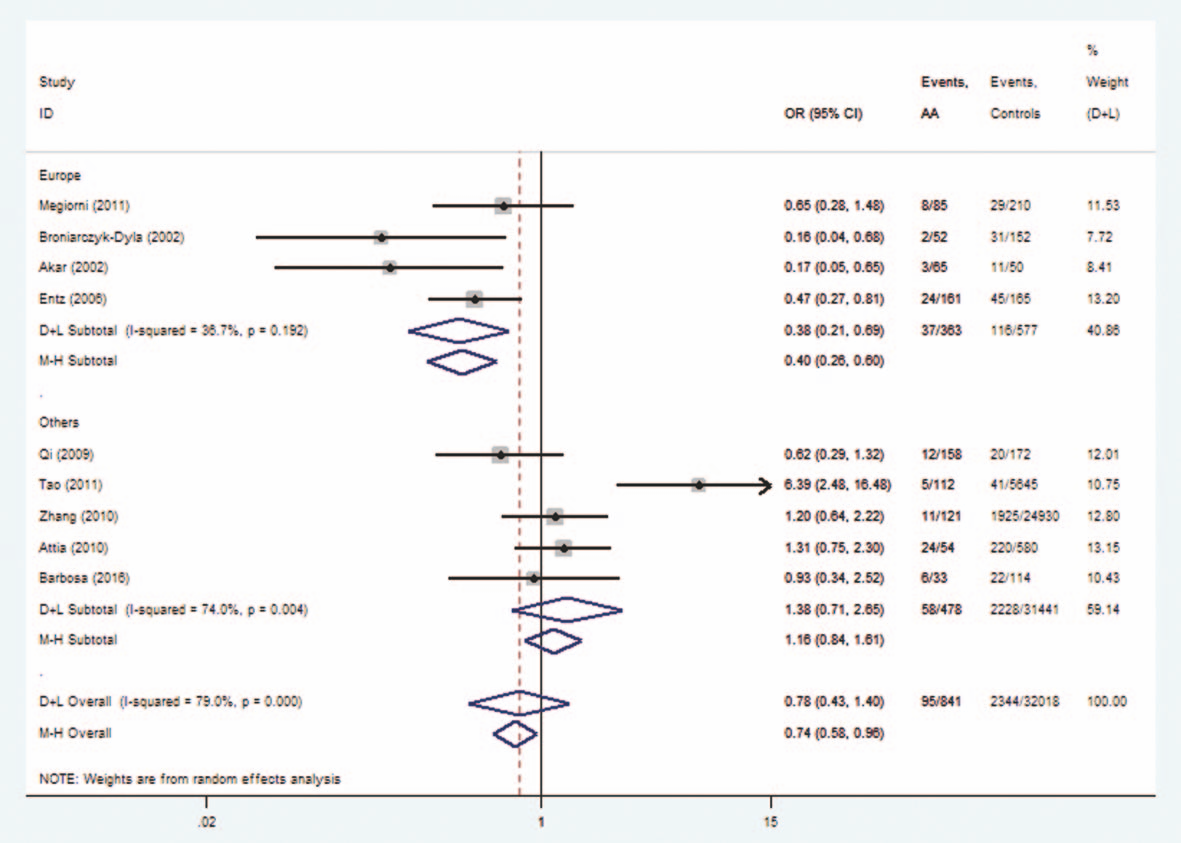 %
Study Events, Events, Weight
ID OR (95% CI) AA Controls (D+L)
Europe
Megiorni (2011) 0.65 (0.28, 1.48) 8/85 29/210 11.53
Broniarczyk-Dyla (2002) 0.16 (0.04, 0.68) 2/52 31/152 7.72
Akar (2002) 0.17 (0.05, 0.65) 3/65 11/50 8.41
Entz (2006) 0.47 (0.27, 0.81) 24/161 45/165 13.20
D+L Subtotal (I-squared = 36.7%, p = 0.192) 0.38 (0.21, 0.69) 37/363 116/577 40.86
M-H Subtotal 0.40 (0.26, 0.60)
.
Others
Qi (2009) 0.62 (0.29, 1.32) 12/158 20/172 12.01
Tao (2011) 6.39 (2.48, 16.48) 5/112 41/5645 10.75
Zhang (2010) 1.20 (0.64, 2.22) 11/121 1925/24930 12.80
Attia (2010) 1.31 (0.75, 2.30) 24/54 220/580 13.15
Barbosa (2016) 0.93 (0.34, 2.52) 6/33 22/114 10.43
D+L Subtotal (I-squared = 74.0%, p = 0.004) 1.38 (0.71, 2.65) 58/478 2228/31441 59.14
M-H Subtotal 1.16 (0.84, 1.61)
.
D+L Overall (I-squared = 79.0%, p = 0.000) 0.78 (0.43, 1.40) 95/841 2344/32018 100.00
M-H Overall 0.74 (0.58, 0.96)
NOTE: Weights are from random effects analysis
.02 1 15